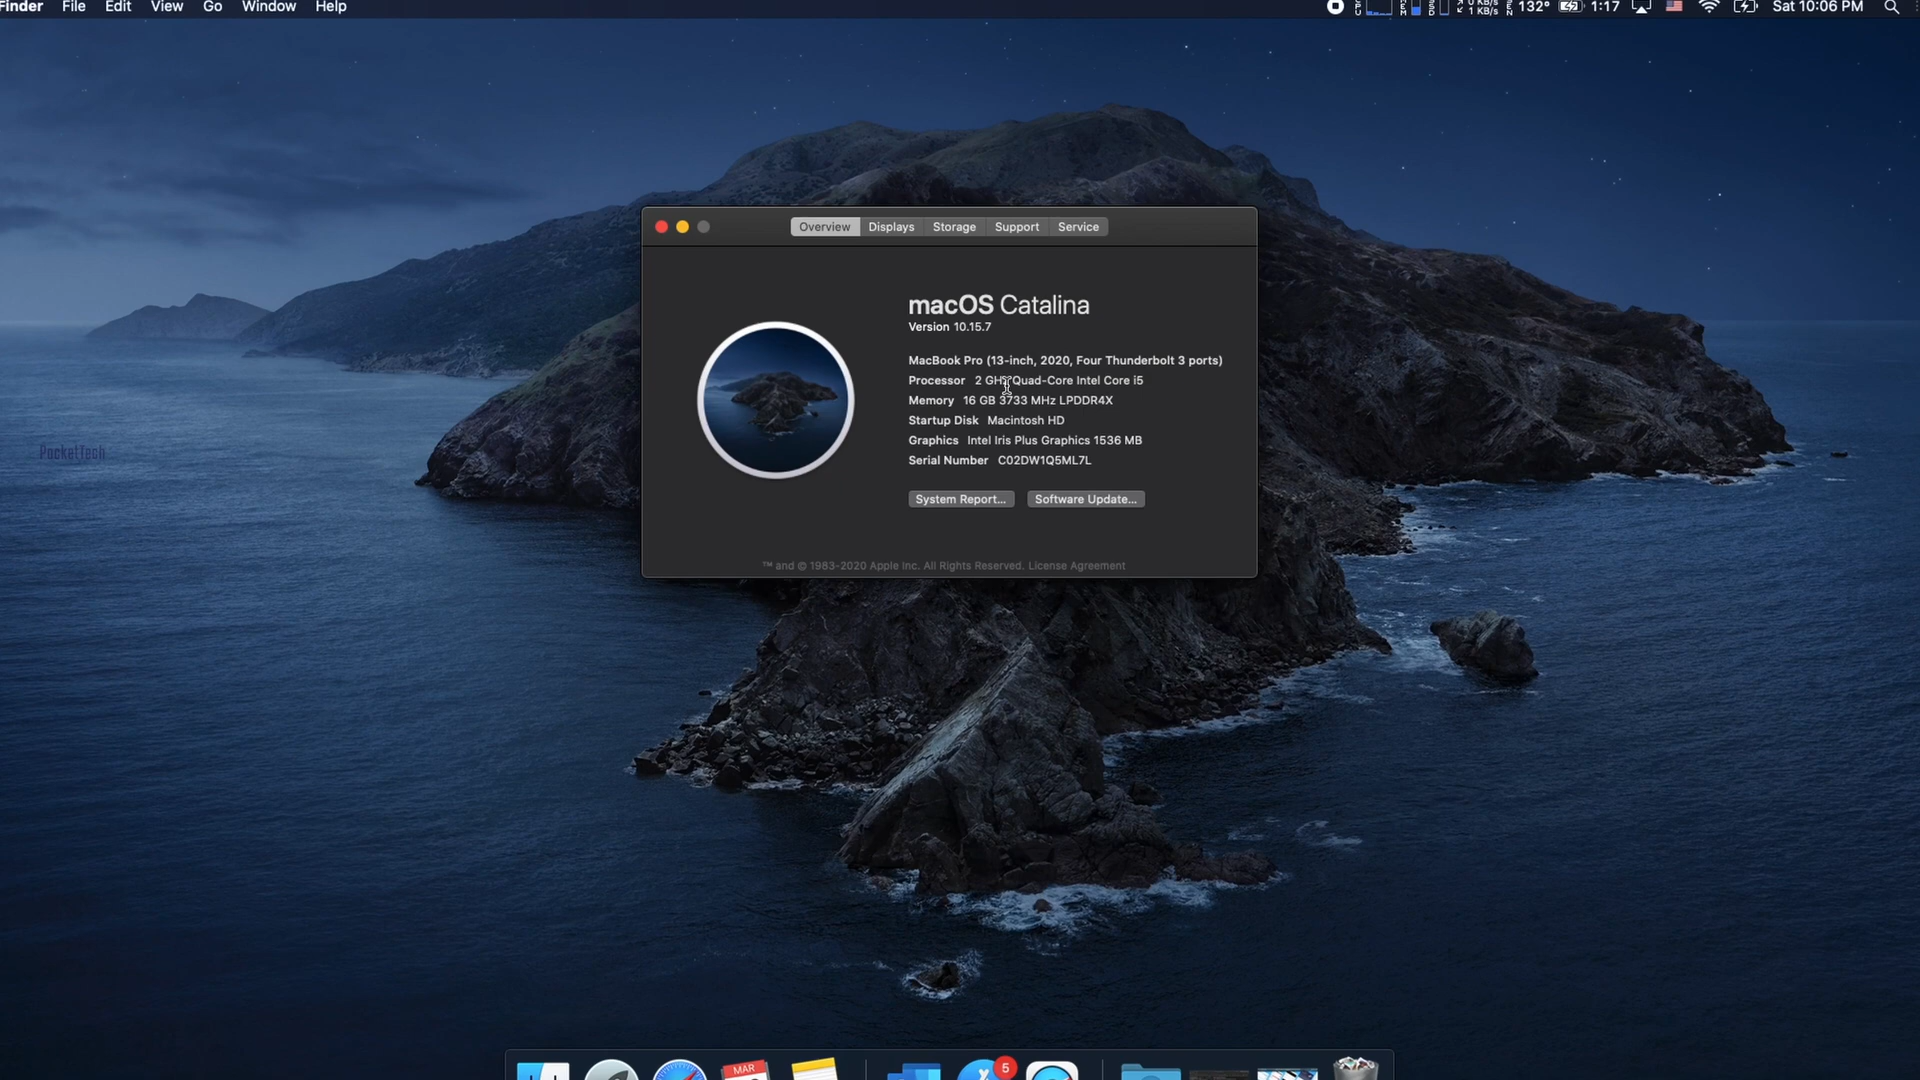 Finder File Edit View Go Window Help
132° 1:17 Sat 10:06 PM
0 KB/s
1 KB/s
Overview Displays Storage Support Service
macOS Catalina
Version 10.15.7
MacBook Pro (13-inch, 2020, Four Thunderbolt 3 ports)
Processor 2 GHz Quad-Core Intel Core i5
Memory 16 GB 3733 MHz LPDDR4X
Startup Disk Macintosh HD
Graphics Intel Iris Plus Graphics 1536 MB
Serial Number C02DW1Q5ML7L
System Report... Software Update...
™ and © 1983-2020 Apple Inc. All Rights Reserved. License Agreement
PocketTech
MAR
5